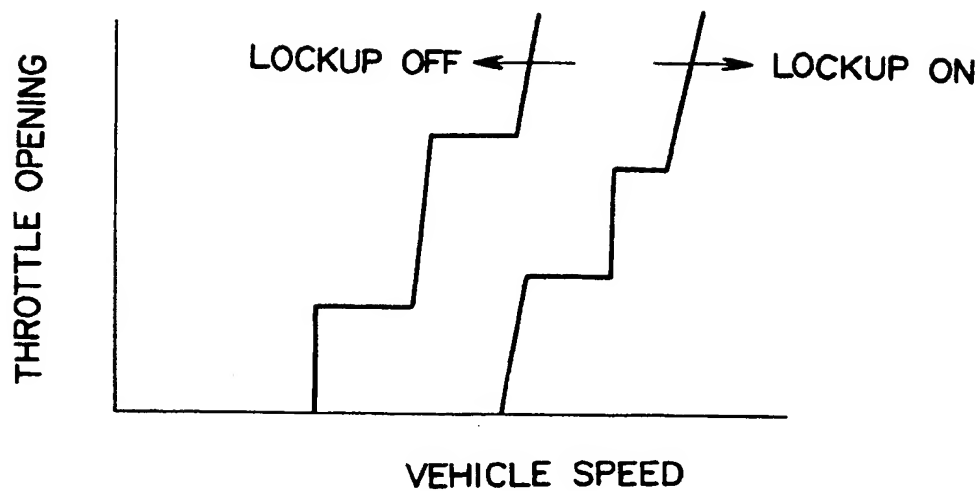 LOCKUP OFF
LOCKUP ON
THROTTLE OPENING
VEHICLE SPEED